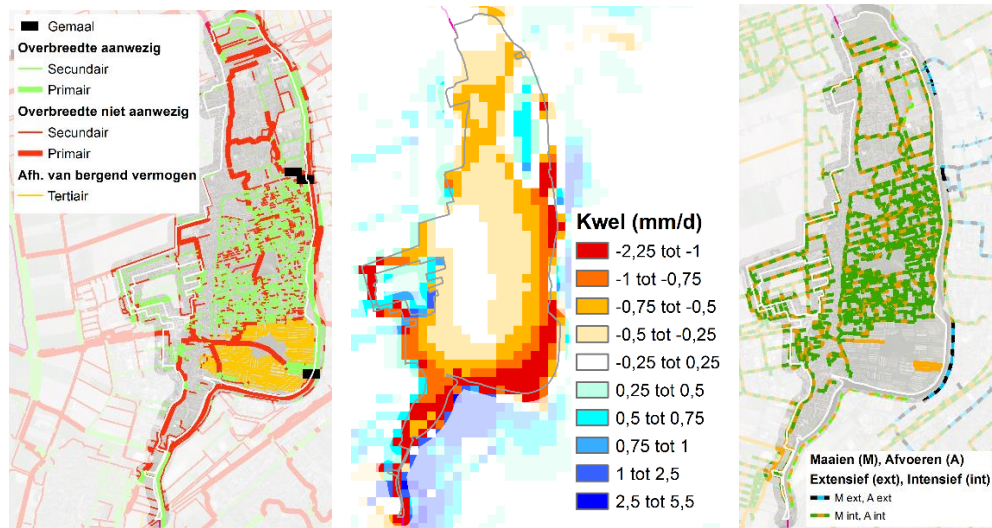 Gemaal
Overbreedte aanwezig
Secundair
Primair
Overbreedte niet aanwezig
Secundair
Primair
Afh. van bergend vermogen
Tertiair
Kwel (mm/d)
-2,25 tot -1
-1 tot -0,75
-0,75 tot -0,5
-0,5 tot -0,25
-0,25 tot 0,25
0,25 tot 0,5
0,5 tot 0,75
0,75 tot 1
1 tot 2,5
2,5 tot 5,5
Maaien (M), Afvoeren (A)
Extensief (ext), Intensief (int)
M ext, A ext
M int, A int